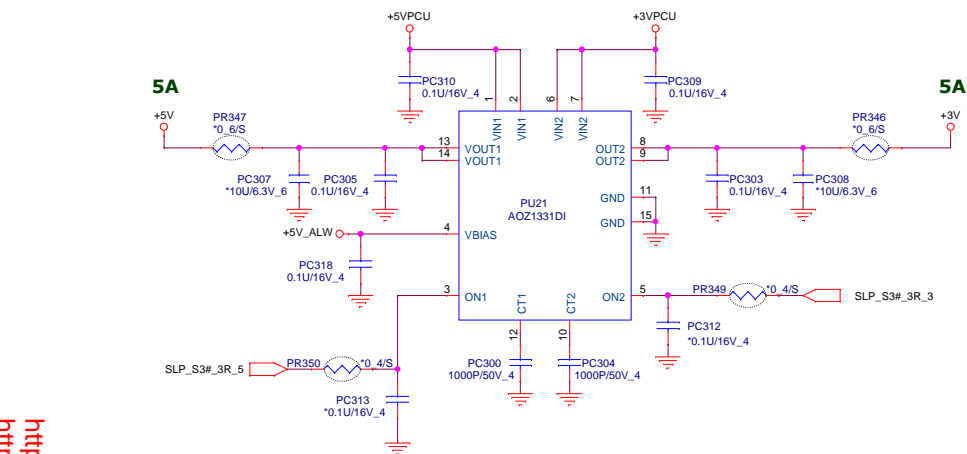 +5VPCU
+3VPCU
5A
5A
PC310
0.1U/16V_4
PC309
0.1U/16V_4
+5V
PR347
*0_6/S
PR346
*0_6/S
+3V
1
2
6
7
VIN1
VIN1
VIN2
VIN2
13
VOUT1
14
VOUT1
8
OUT2
9
OUT2
PC307
*10U/6.3V_6
PC305
0.1U/16V_4
PC303
0.1U/16V_4
PC308
*10U/6.3V_6
PU21
AOZ1331DI
11
GND
15
GND
+5V_ALW
4
VBIAS
PC318
0.1U/16V_4
3
ON1
CT1
CT2
5
ON2
PR349
*0_4/S
SLP_S3#_3R_3
12
10
PC312
*0.1U/16V_4
SLP_S3#_3R_5
PR350
*0_4/S
PC300
1000P/50V_4
PC304
1000P/50V_4
PC313
*0.1U/16V_4
http
http